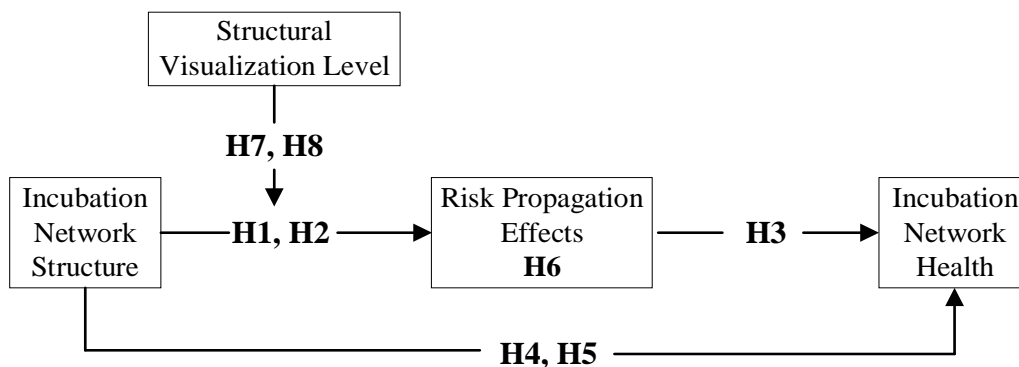 Structural
Visualization Level
H7, H8
Incubation
Network
Structure
H1, H2
Risk Propagation
Effects
H6
H3
Incubation
Network
Health
H4, H5